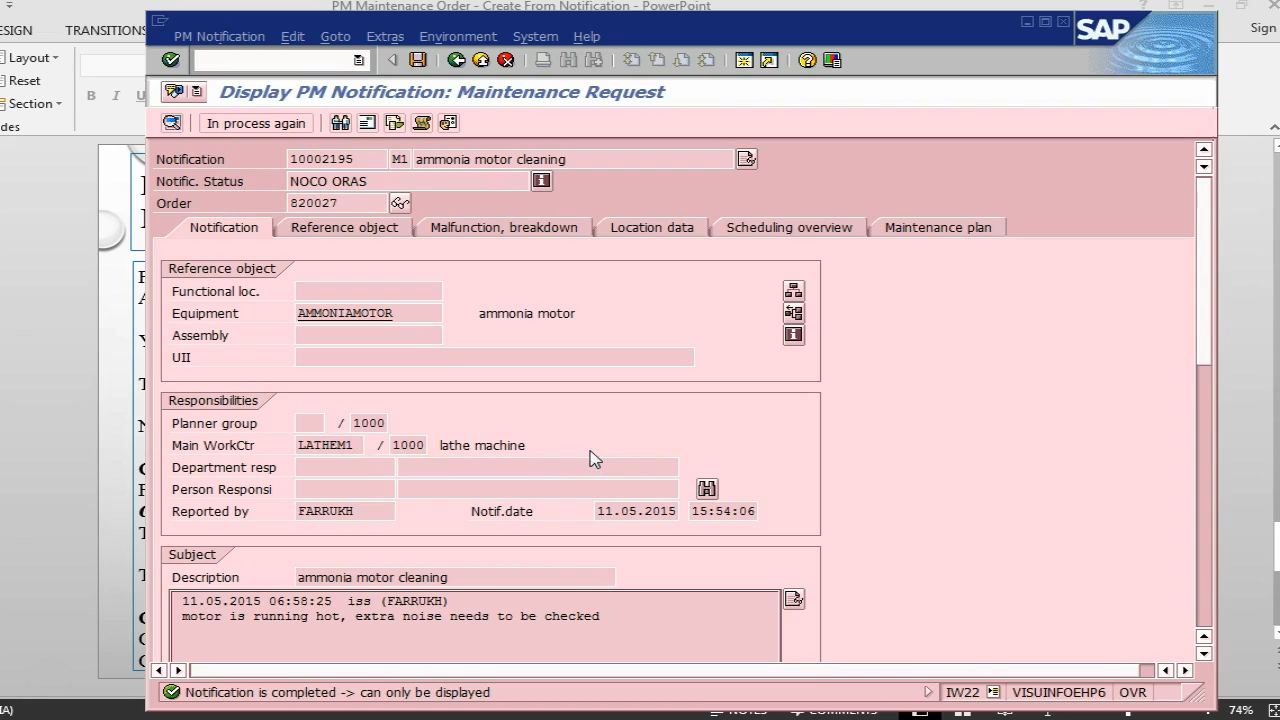 PM Maintenance Order - Create From Notification - PowerPoint
ESIGN TRANSITIONS
Sign
Layout
Reset
Section
des
B I U
PM Notification Edit Goto Extras Environment System Help
SAP
Display PM Notification: Maintenance Request
In process again
Notification 10002195 M1 ammonia motor cleaning
Notific. Status NOCO ORAS
Order 820027
Notification Reference object Malfunction, breakdown Location data Scheduling overview Maintenance plan
Reference object
Functional loc.
Equipment AMMONIAMOTOR ammonia motor
Assembly
UII
Responsibilities
Planner group / 1000
Main WorkCtr LATHEM1 / 1000 lathe machine
Department resp
Person Responsi
Reported by FARRUKH Notif.date 11.05.2015 15:54:06
Subject
Description ammonia motor cleaning
11.05.2015 06:58:25 iss (FARRUKH)
motor is running hot, extra noise needs to be checked
Notification is completed -> can only be displayed IW22 VISUINFOEHP6 OVR
NOTES COMMENTS 74%